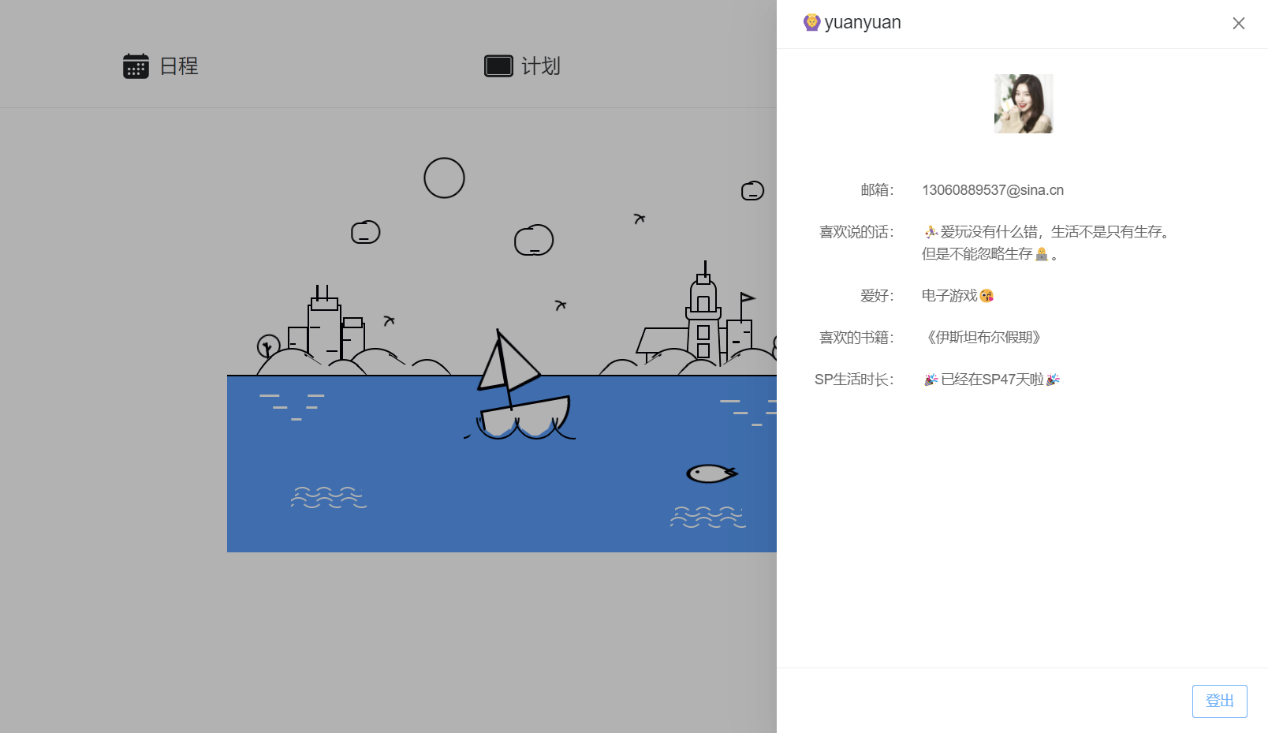 日程
计划
yuanyuan
邮箱： 13060889537@sina.cn
喜欢说的话： 爱玩没有什么错，生活不是只有生存。
但是不能忽略生存。
爱好： 电子游戏
喜欢的书籍： 《伊斯坦布尔假期》
SP生活时长： 已经在SP47天啦
登出